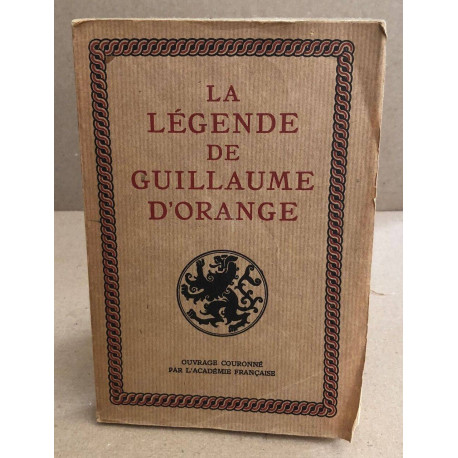 LA
LÉGENDE
DE
GUILLAUME
D'ORANGE
OUVRAGE COURONNÉ
PAR L'ACADÉMIE FRANÇAISE